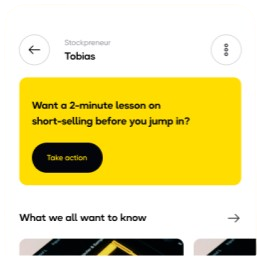 Stockpreneur
Tobias
Want a 2-minute lesson on
short-selling before you jump in?
Take action
What we all want to know